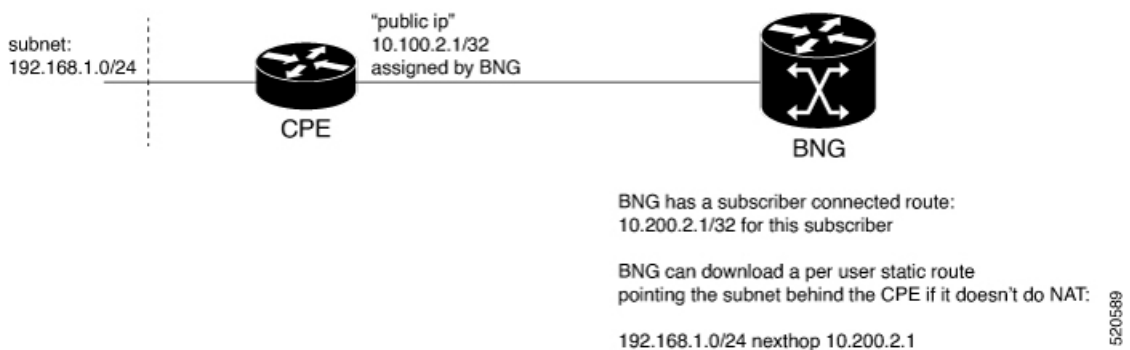 subnet:
192.168.1.0/24
"public ip"
10.100.2.1/32
assigned by BNG
CPE
BNG
BNG has a subscriber connected route:
10.200.2.1/32 for this subscriber
BNG can download a per user static route
pointing the subnet behind the CPE if it doesn't do NAT:
192.168.1.0/24 nexthop 10.200.2.1
520589